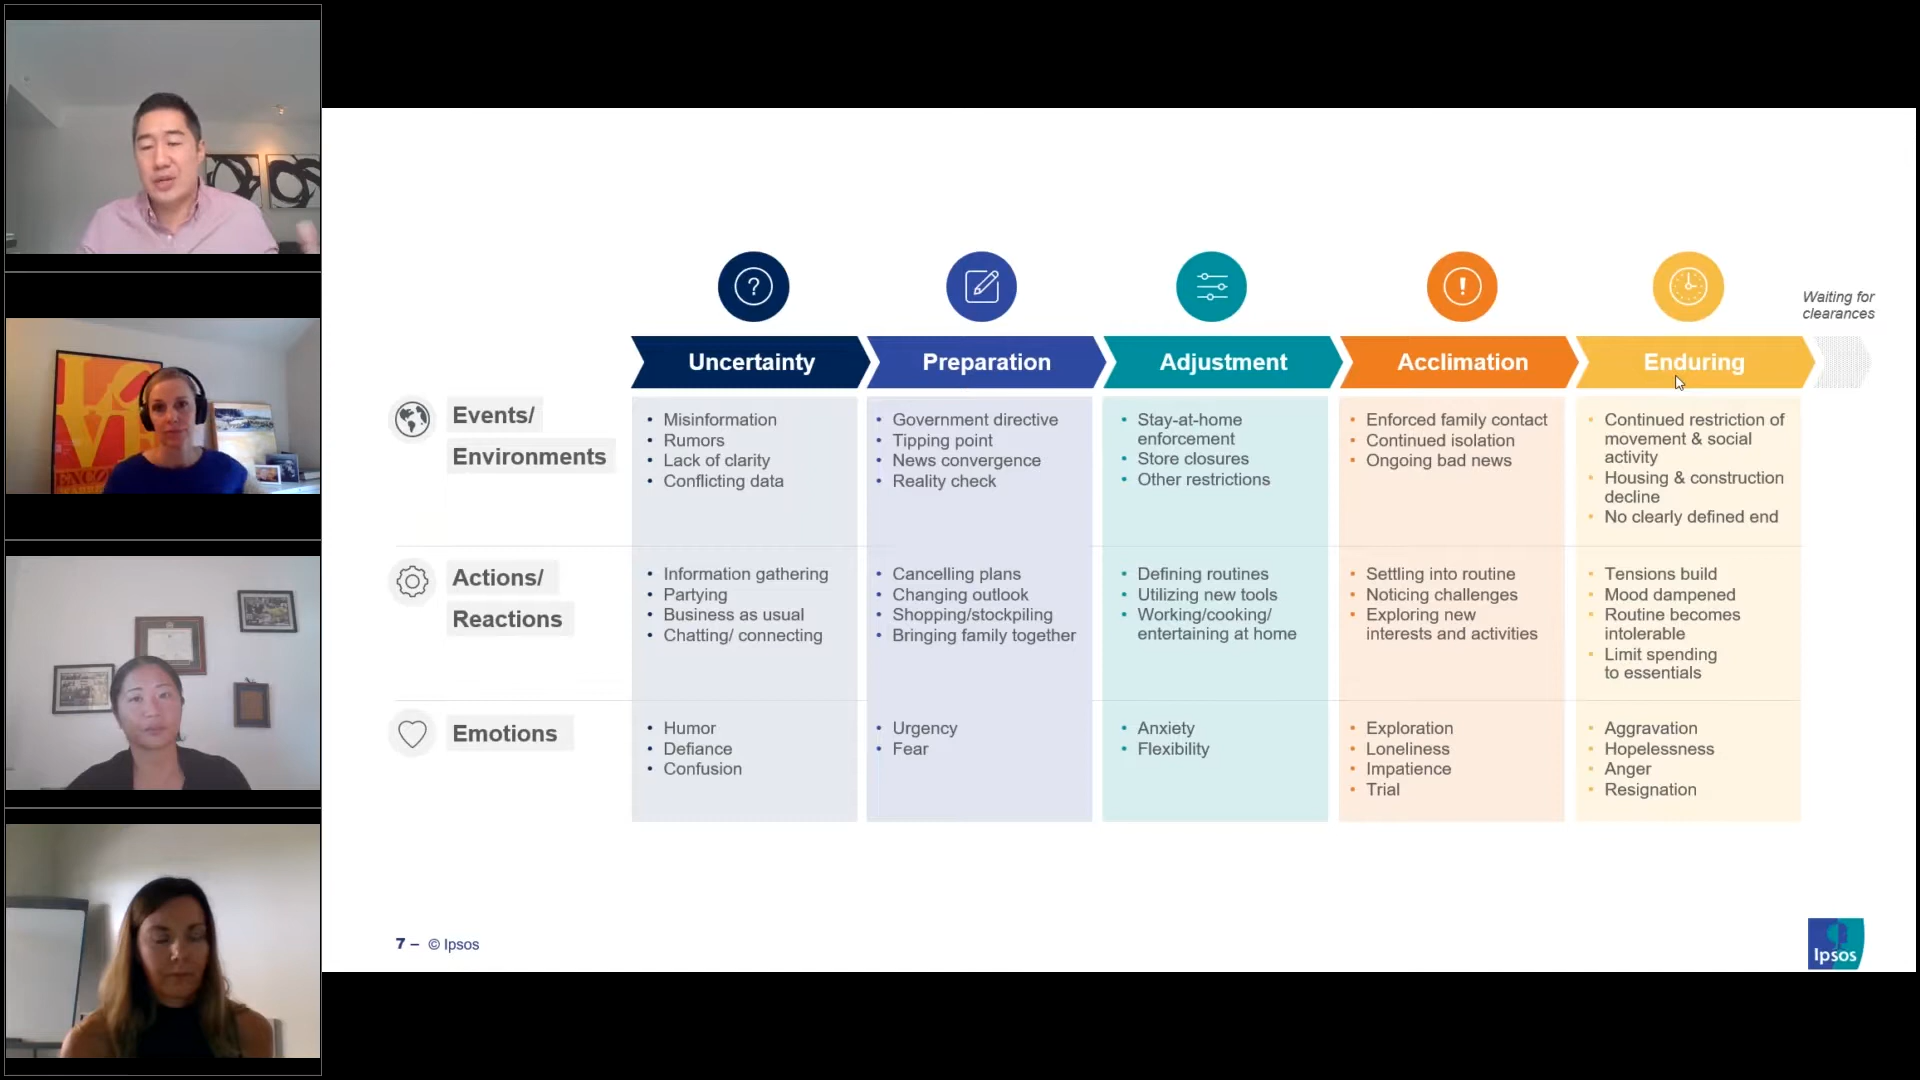 Waiting for
clearances
Uncertainty
Preparation
Adjustment
Acclimation
Enduring
Events/
Environments
• Misinformation
• Rumors
• Lack of clarity
• Conflicting data
• Government directive
• Tipping point
• News convergence
• Reality check
• Stay-at-home
enforcement
• Store closures
• Other restrictions
• Enforced family contact
• Continued isolation
• Ongoing bad news
• Continued restriction of
movement & social
activity
• Housing & construction
decline
• No clearly defined end
Actions/
Reactions
• Information gathering
• Partying
• Business as usual
• Chatting/ connecting
• Cancelling plans
• Changing outlook
• Shopping/stockpiling
• Bringing family together
• Defining routines
• Utilizing new tools
• Working/cooking/
entertaining at home
• Settling into routine
• Noticing challenges
• Exploring new
interests and activities
• Tensions build
• Mood dampened
• Routine becomes
intolerable
• Limit spending
to essentials
Emotions
• Humor
• Defiance
• Confusion
• Urgency
• Fear
• Anxiety
• Flexibility
• Exploration
• Loneliness
• Impatience
• Trial
• Aggravation
• Hopelessness
• Anger
• Resignation
7 – © Ipsos
Ipsos